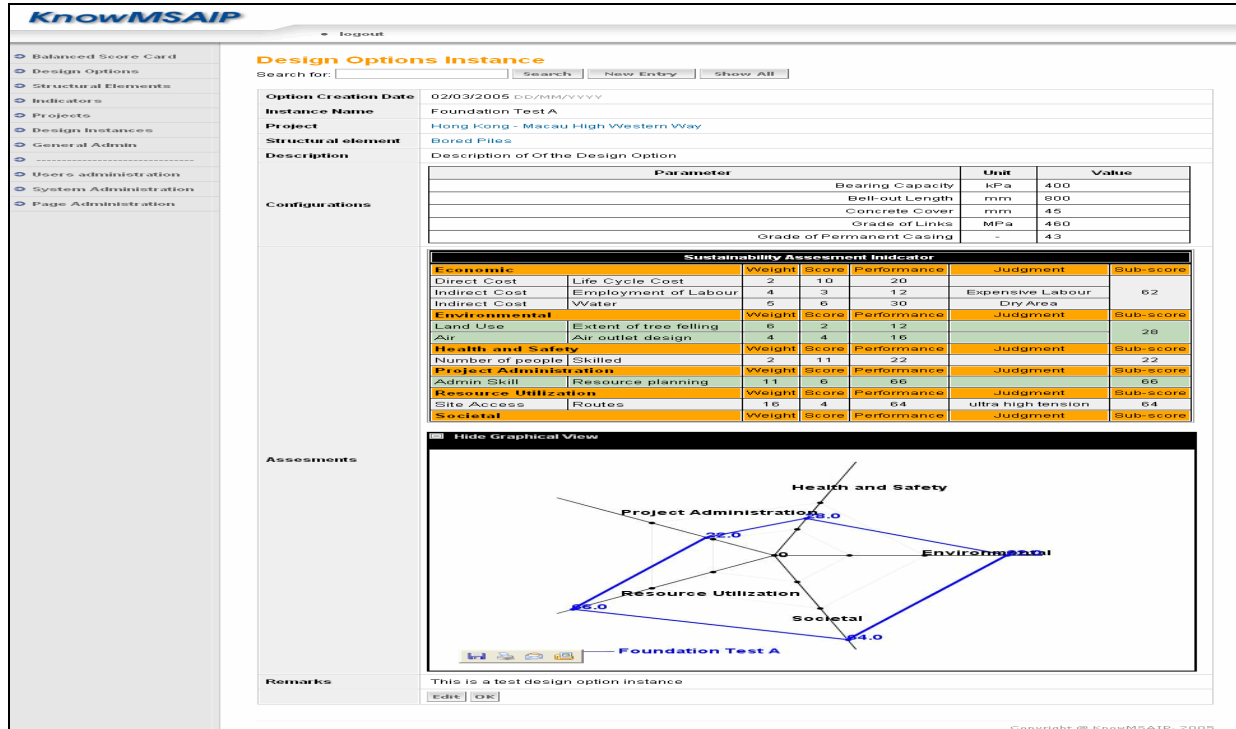 KnowMSAIP
logout
Balanced Score Card
Design Options
Structural Elements
Indicators
Projects
Design Instances
General Admin
------------------------------
Users administration
System Administration
Page Administration
Design Options Instance
Search for: Search New Entry Show All
Option Creation Date 02/03/2005 DD/MM/YYYY
Instance Name Foundation Test A
Project Hong Kong - Macau High Western Way
Structural element Bored Piles
Description Description of Of the Design Option
Configurations
Parameter Unit Value
Bearing Capacity kPa 400
Bell-out Length mm 800
Concrete Cover mm 45
Grade of Links MPa 460
Grade of Permanent Casing - 43
Assesments
Sustainability Assesment Inidcator
Economic Weight Score Performance Judgment Sub-score
Direct Cost Life Cycle Cost 2 10 20
Indirect Cost Employment of Labour 4 3 12 Expensive Labour 62
Indirect Cost Water 5 6 30 Dry Area
Environmental Weight Score Performance Judgment Sub-score
Land Use Extent of tree felling 6 2 12 28
Air Air outlet design 4 4 16
Health and Safety Weight Score Performance Judgment Sub-score
Number of people Skilled 2 11 22 22
Project Administration Weight Score Performance Judgment Sub-score
Admin Skill Resource planning 11 6 66 66
Resource Utilization Weight Score Performance Judgment Sub-score
Site Access Routes 16 4 64 ultra high tension 64
Societal Weight Score Performance Judgment Sub-score
Hide Graphical View
Health and Safety
Project Administration 28.0
22.0
0 Environmental
Resource Utilization
66.0
Societal
64.0
Foundation Test A
Remarks This is a test design option instance
Edit OK
Copyright @ KnowMSAIP, 2005